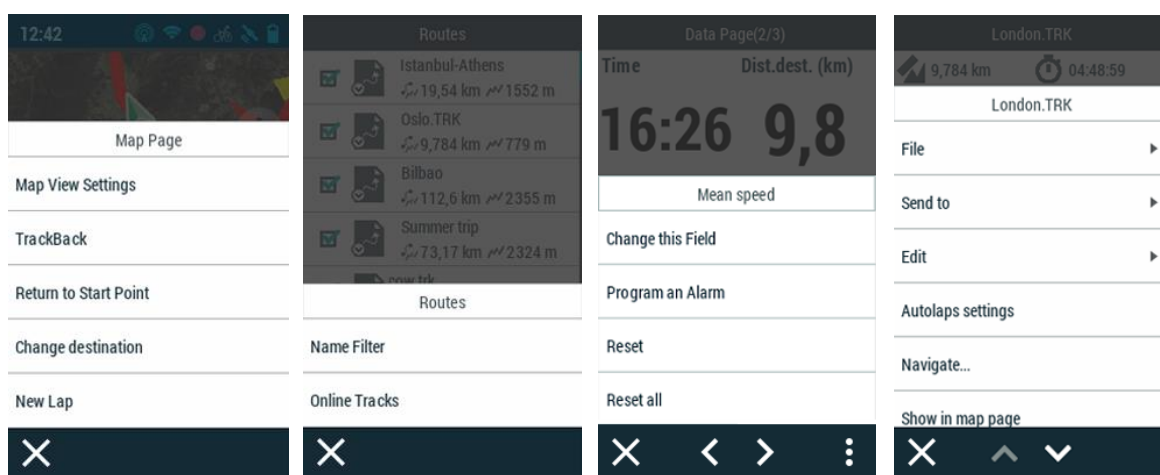 12:42
Map Page
Map View Settings
TrackBack
Return to Start Point
Change destination
New Lap
Routes
Istanbul-Athens
19,54 km 1552 m
Oslo.TRK
9,784 km 779 m
Bilbao
112,6 km 2355 m
Summer trip
73,17 km 2324 m
cow.trk
Routes
Name Filter
Online Tracks
Data Page(2/3)
Time Dist.dest. (km)
16:26 9,8
Mean speed
Change this Field
Program an Alarm
Reset
Reset all
London.TRK
9,784 km 04:48:59
London.TRK
File
Send to
Edit
Autolaps settings
Navigate...
Show in map page